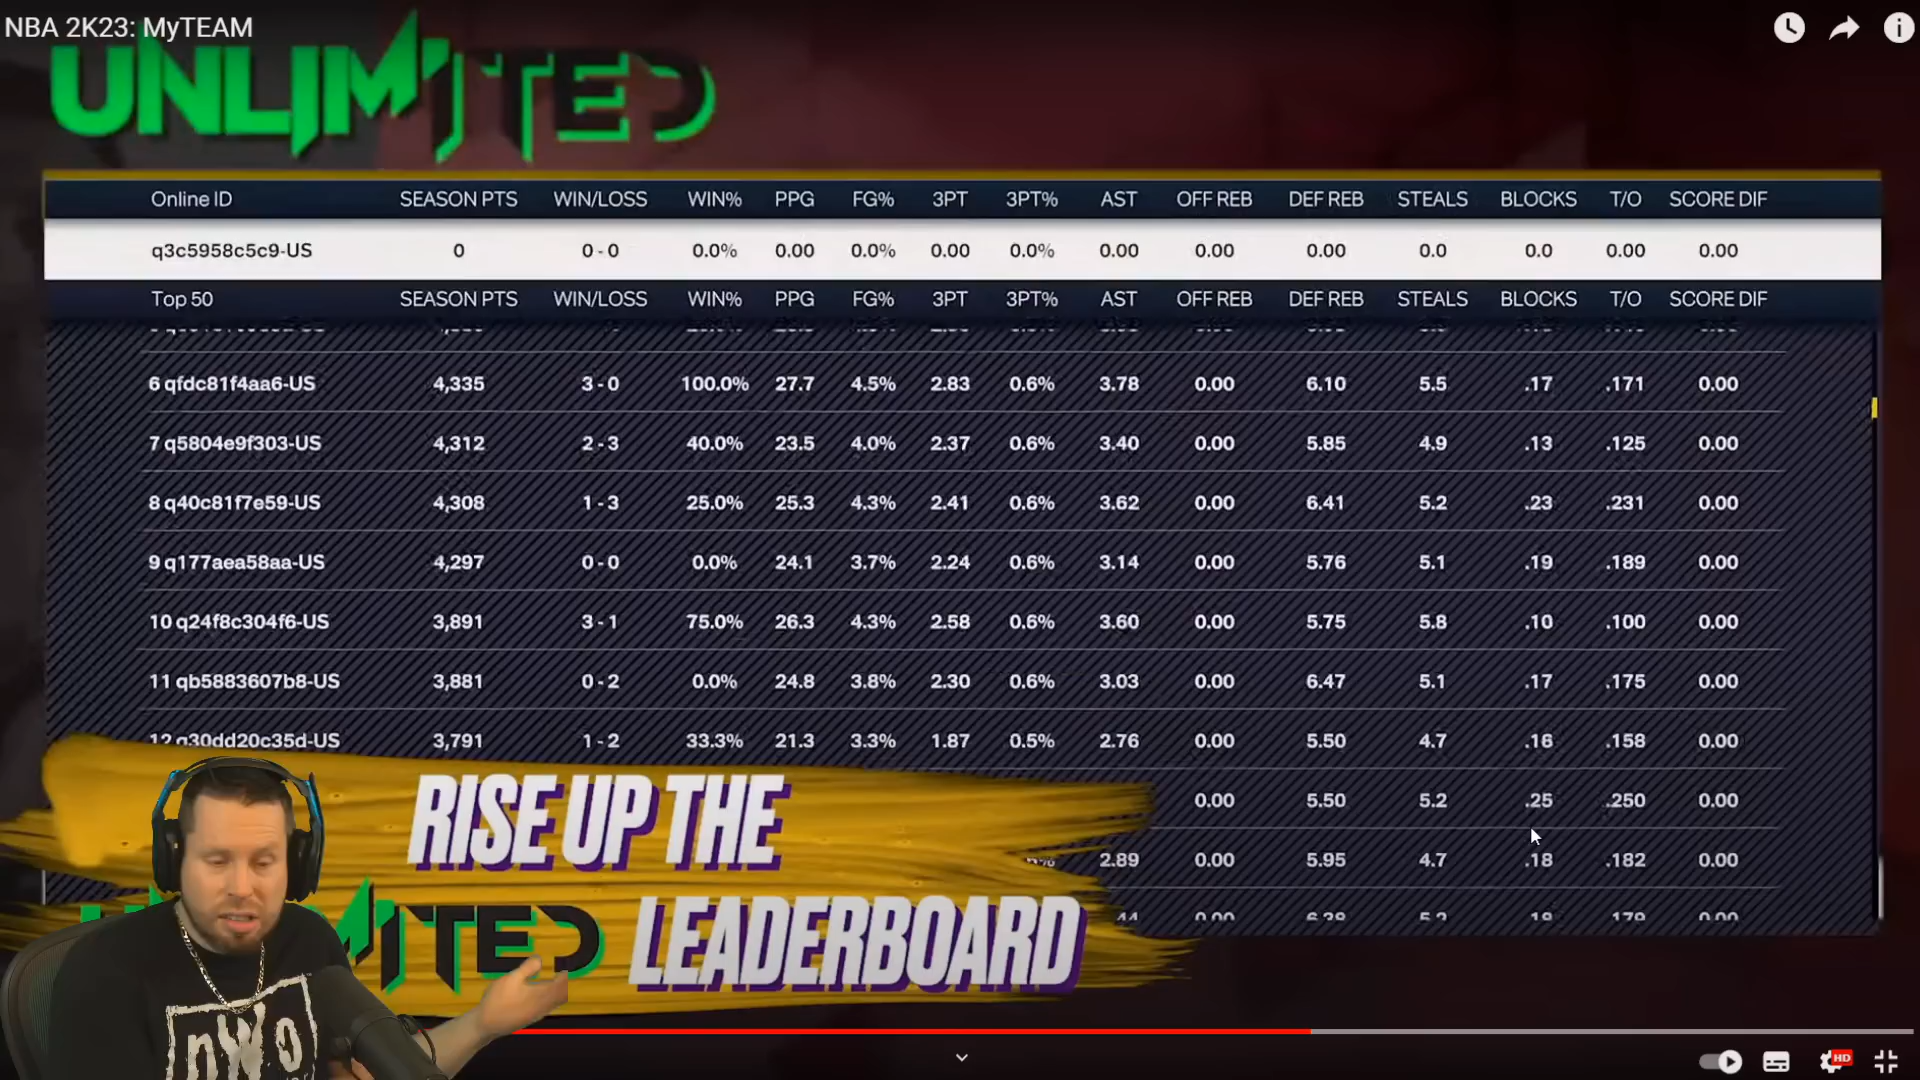 NBA 2K23: MyTEAM
UNLIMITED
Online ID SEASON PTS WIN/LOSS WIN% PPG FG% 3PT 3PT% AST OFF REB DEF REB STEALS BLOCKS T/O SCORE DIF
q3c5958c5c9-US 0 0 - 0 0.0% 0.00 0.0% 0.00 0.0% 0.00 0.00 0.00 0.0 0.0 0.00 0.00
Top 50 SEASON PTS WIN/LOSS WIN% PPG FG% 3PT 3PT% AST OFF REB DEF REB STEALS BLOCKS T/O SCORE DIF
6 qfdc81f4aa6-US 4,335 3 - 0 100.0% 27.7 4.5% 2.83 0.6% 3.78 0.00 6.10 5.5 .17 .171 0.00
7 q5804e9f303-US 4,312 2 - 3 40.0% 23.5 4.0% 2.37 0.6% 3.40 0.00 5.85 4.9 .13 .125 0.00
8 q40c81f7e59-US 4,308 1 - 3 25.0% 25.3 4.3% 2.41 0.6% 3.62 0.00 6.41 5.2 .23 .231 0.00
9 q177aea58aa-US 4,297 0 - 0 0.0% 24.1 3.7% 2.24 0.6% 3.14 0.00 5.76 5.1 .19 .189 0.00
10 q24f8c304f6-US 3,891 3 - 1 75.0% 26.3 4.3% 2.58 0.6% 3.60 0.00 5.75 5.8 .10 .100 0.00
11 qb5883607b8-US 3,881 0 - 2 0.0% 24.8 3.8% 2.30 0.6% 3.03 0.00 6.47 5.1 .17 .175 0.00
12 q30dd20c35d-US 3,791 1 - 2 33.3% 21.3 3.3% 1.87 0.5% 2.76 0.00 5.50 4.7 .16 .158 0.00
0.00 5.50 5.2 .25 .250 0.00
2.89 0.00 5.95 4.7 .18 .182 0.00
RISE UP THE
UNLIMITED LEADERBOARD
nWo
HD